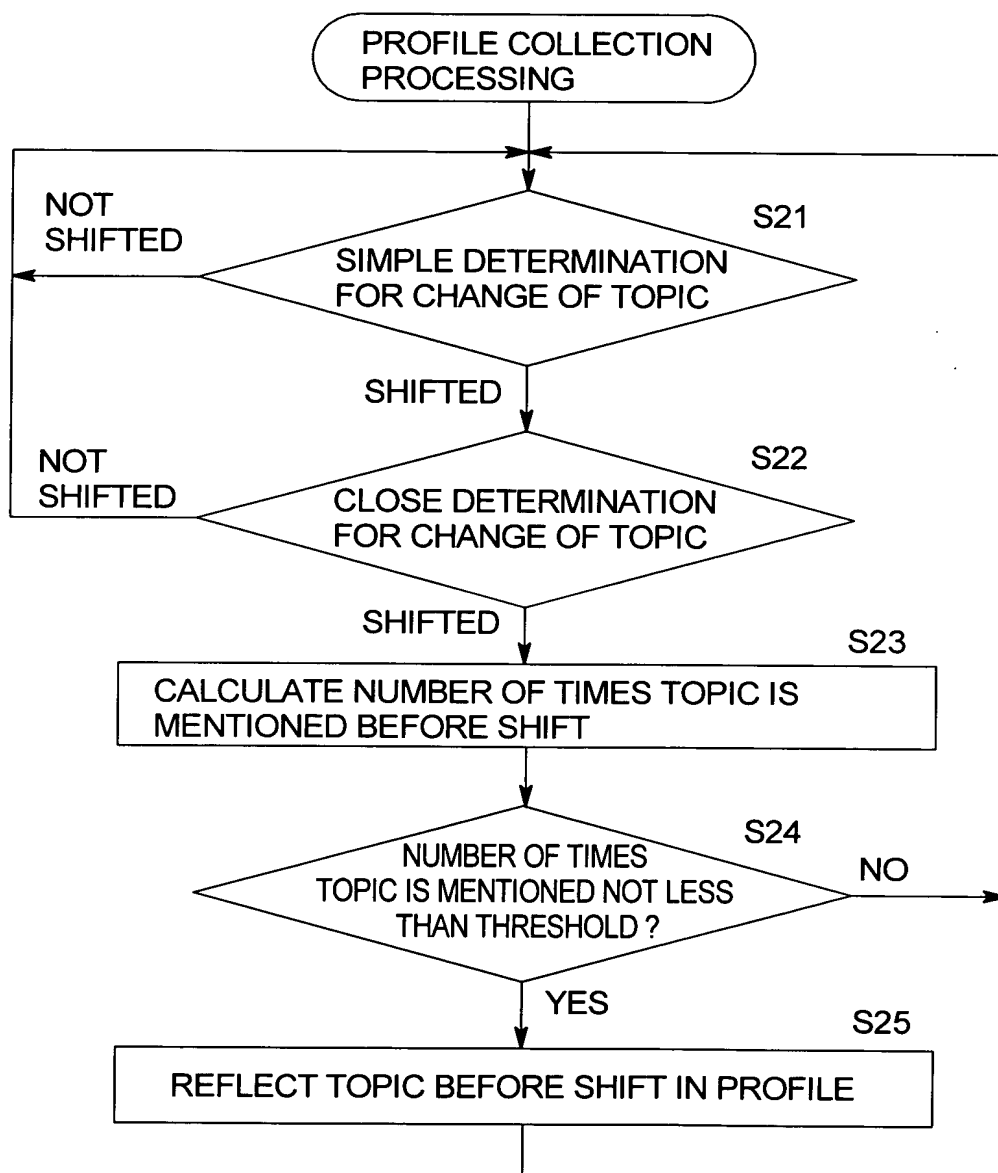 PROFILE COLLECTION
PROCESSING
NOT
SHIFTED
S21
SIMPLE DETERMINATION
FOR CHANGE OF TOPIC
SHIFTED
NOT
SHIFTED
S22
CLOSE DETERMINATION
FOR CHANGE OF TOPIC
SHIFTED
S23
CALCULATE NUMBER OF TIMES TOPIC IS
MENTIONED BEFORE SHIFT
S24
NUMBER OF TIMES
TOPIC IS MENTIONED NOT LESS
THAN THRESHOLD ?
NO
YES
S25
REFLECT TOPIC BEFORE SHIFT IN PROFILE